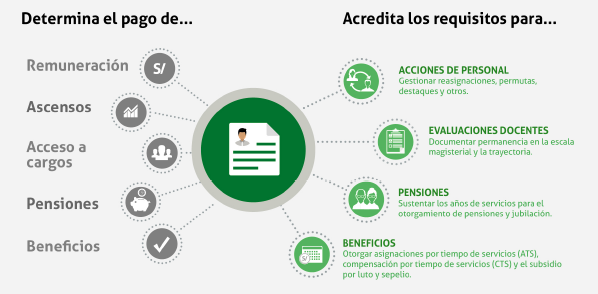 Determina el pago de...
Remuneración
S/
Ascensos
Acceso a
cargos
Pensiones
Beneficios
Acredita los requisitos para...
ACCIONES DE PERSONAL
Gestionar reasignaciones, permutas,
destaques y otros.
EVALUACIONES DOCENTES
Documentar permanencia en la escala
magisterial y la trayectoria.
PENSIONES
Sustentar los años de servicios para el
otorgamiento de pensiones y jubilación.
BENEFICIOS
Otorgar asignaciones por tiempo de servicios (ATS),
compensación por tiempo de servicios (CTS) y el subsidio
por luto y sepelio.